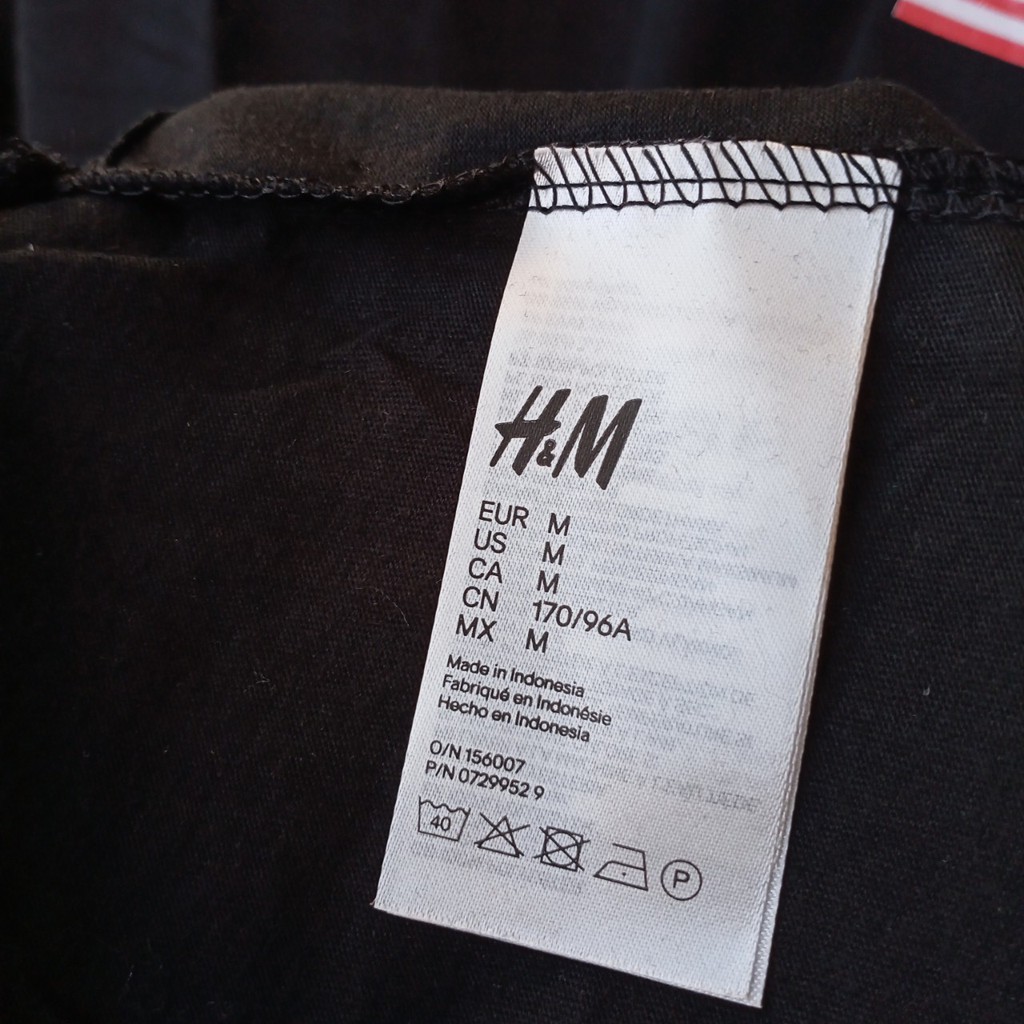 H&M
EUR M
US M
CA M
CN 170/96A
MX M
Made in Indonesia
Fabriqué en Indonésie
Hecho en Indonesia
O/N 156007
P/N 0729952 9
40
P